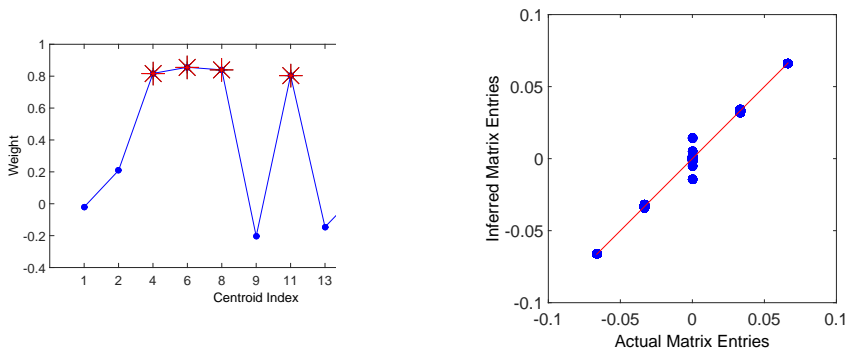 1
0.8
0.6
0.4
0.2
0
-0.2
-0.4
Weight
1 2 4 6 8 9 11 13
Centroid Index
0.1
0.05
0
-0.05
-0.1
Inferred Matrix Entries
-0.1 -0.05 0 0.05 0.1
Actual Matrix Entries